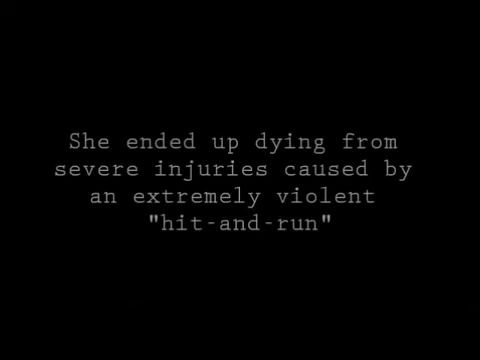 She ended up dying from
severe injuries caused by
an extremely violent
"hit-and-run"